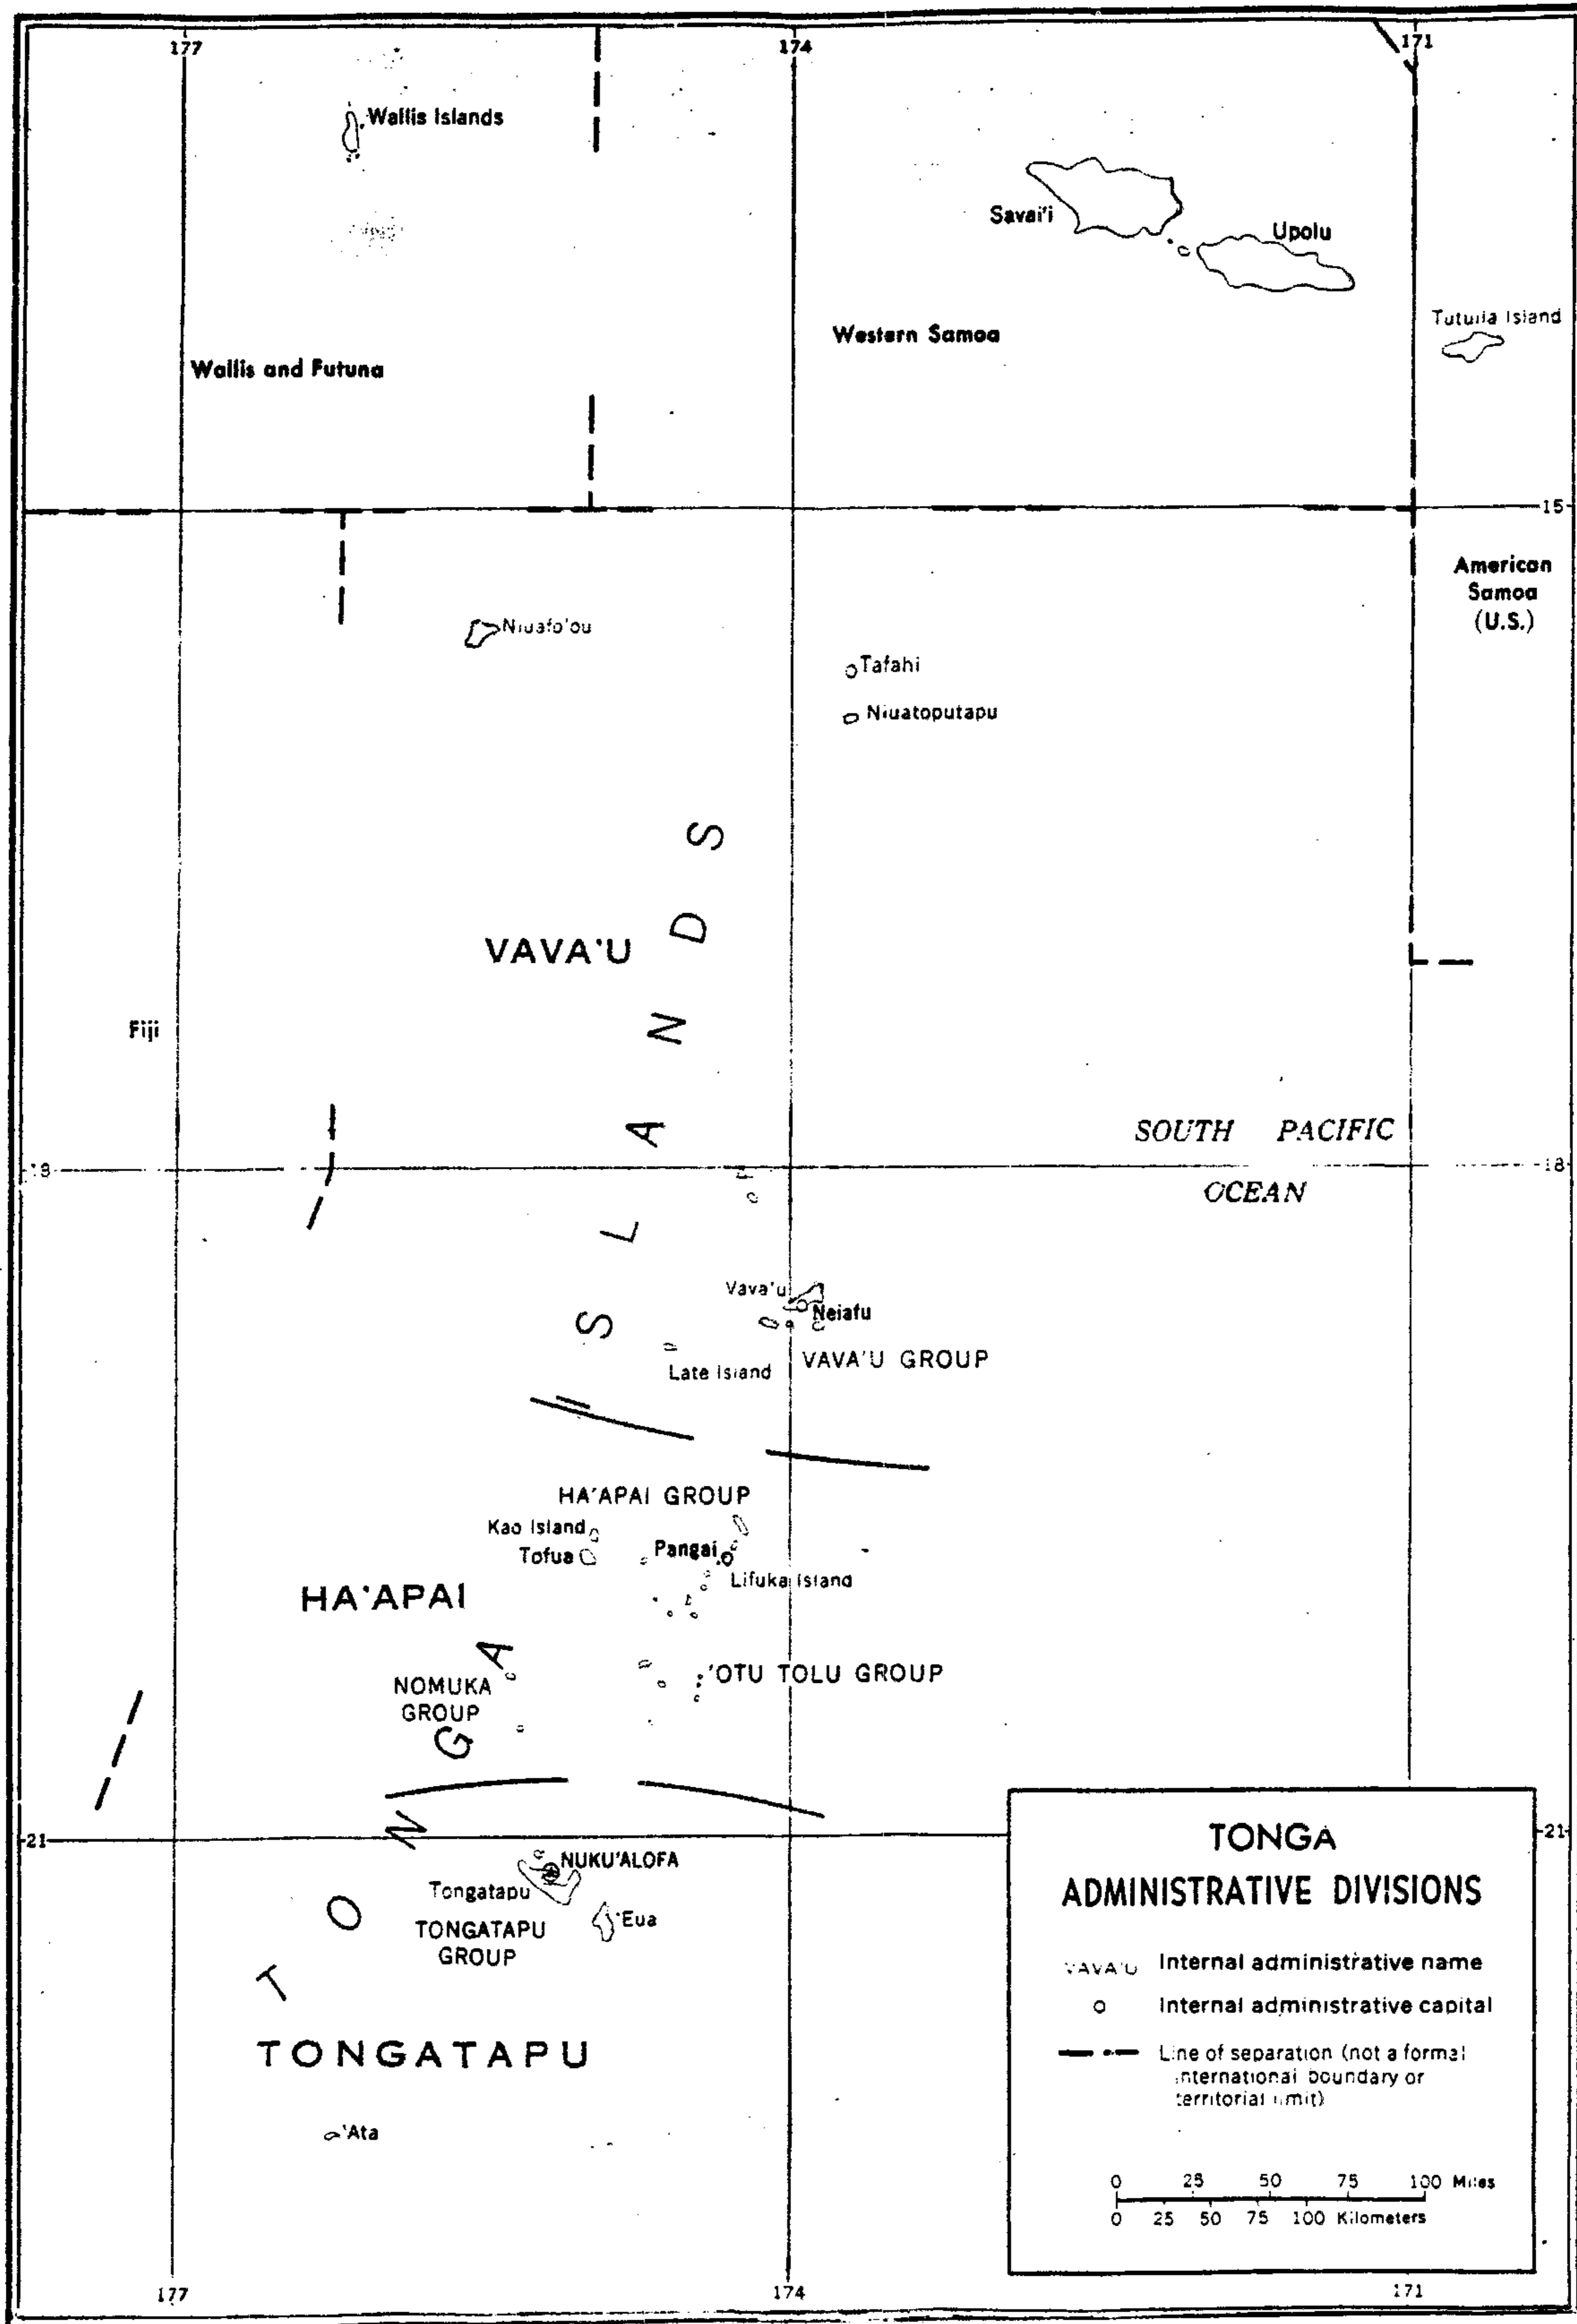 177
174
171
Wallis Islands
Savai'i
Upolu
Tutuila Island
Western Samoa
Wallis and Futuna
15
American
Samoa
(U.S.)
Niuafo'ou
Tafahi
Niuatoputapu
VAVA'U
Fiji
TONGA ISLANDS
SOUTH PACIFIC
OCEAN
18
18
Vava'u
Neiafu
VAVA'U GROUP
Late Island
HA'APAI GROUP
Kao Island
Tofua
Pangai
Lifuka Island
HA'APAI
NOMUKA
GROUP
'OTU TOLU GROUP
21
21
NUKU'ALOFA
Tongatapu
'Eua
TONGATAPU
GROUP
TONGATAPU
'Ata
TONGA
ADMINISTRATIVE DIVISIONS
VAVA'U Internal administrative name
Internal administrative capital
Line of separation (not a formal
international boundary or
territorial limit)
0 25 50 75 100 Miles
0 25 50 75 100 Kilometers
177
174
171